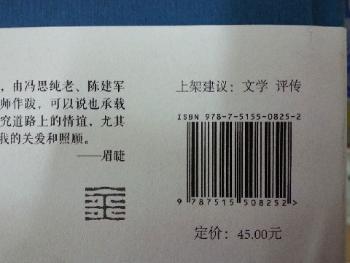 ，由冯思纯老、陈建军
师作跋，可以说也承载
究道路上的情谊，尤其
我的关爱和照顺。
——眉睫
上架建议：文学 评传
ISBN 978-7-5155-0825-2
9 787515 508252 >
定价：45.00元